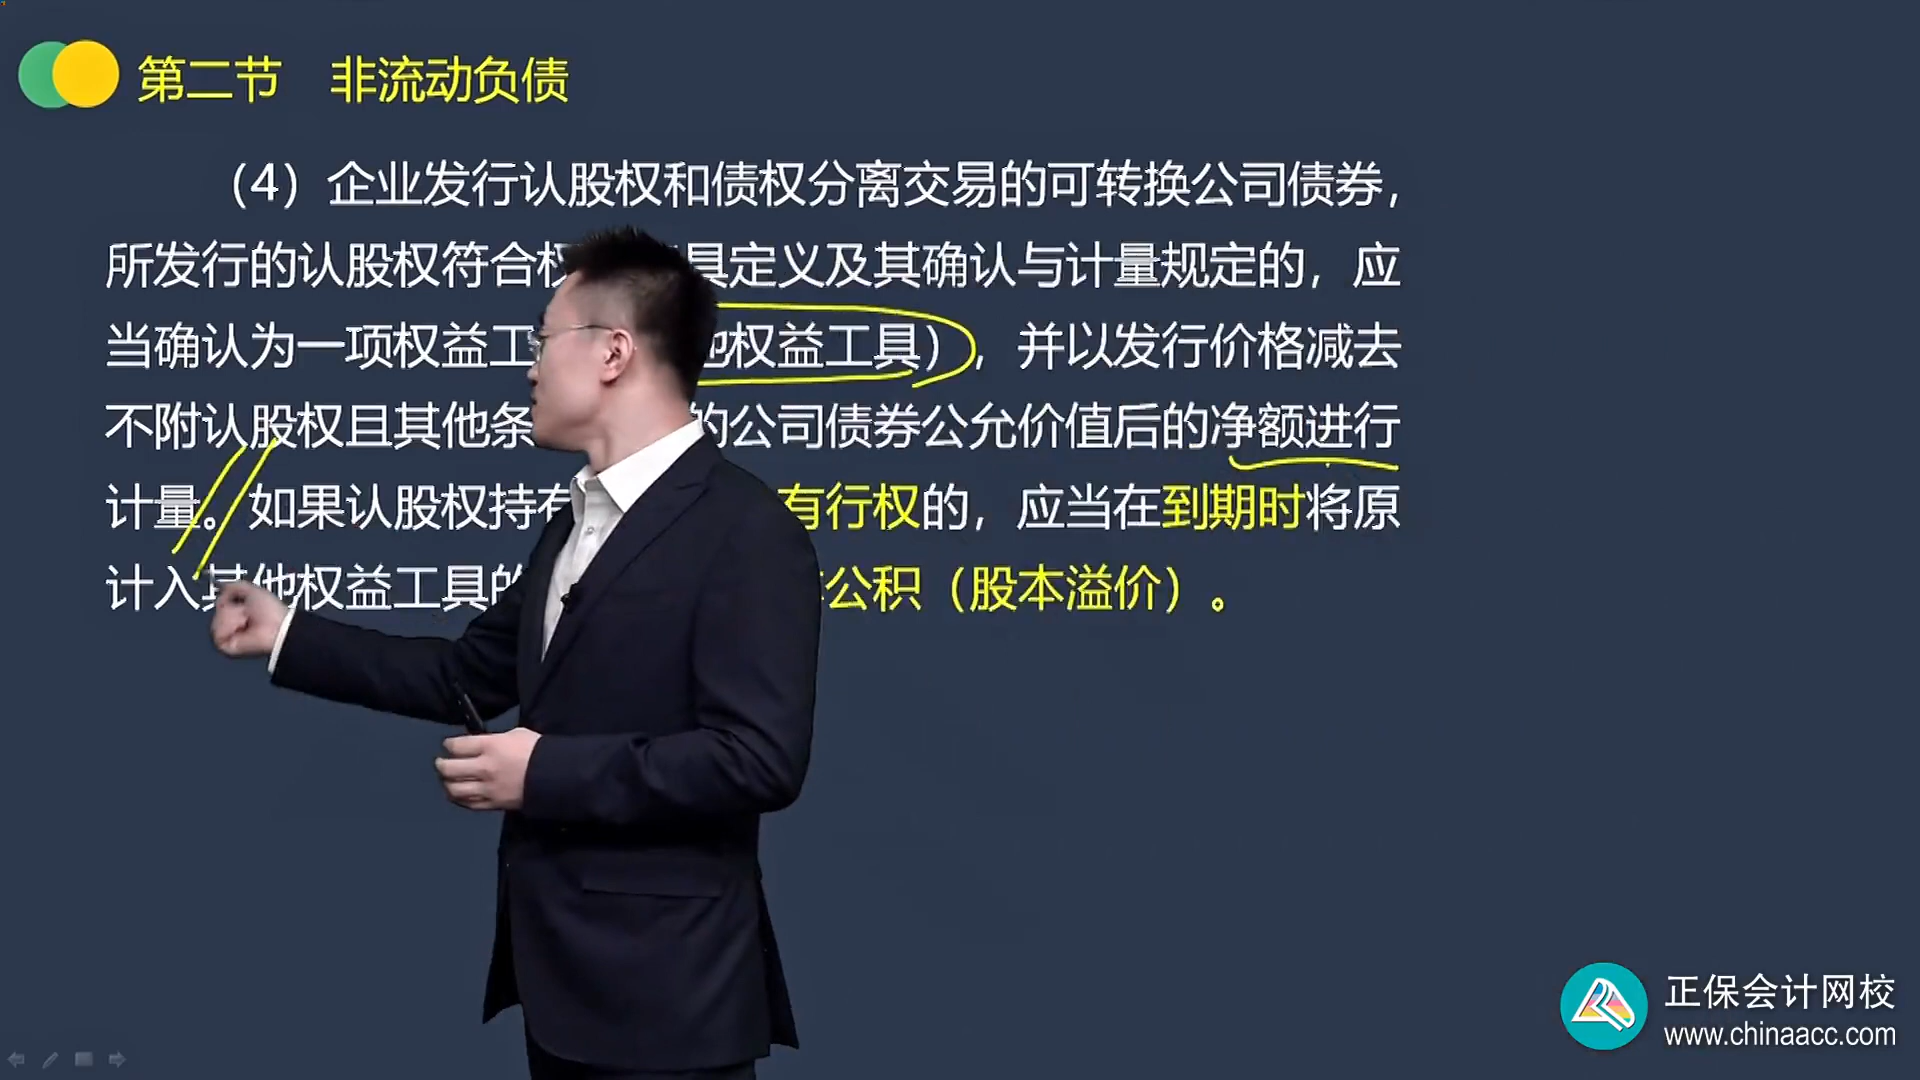 第二节 非流动负债
（4）企业发行认股权和债权分离交易的可转换公司债券，
所发行的认股权符合 具定义及其确认与计量规定的，应
当确认为一项权益工 他权益工具），并以发行价格减去
不附认股权且其他条 的公司债券公允价值后的净额进行
计量。如果认股权持有 有行权的，应当在到期时将原
计入其他权益工具的 公积（股本溢价）。
正保会计网校
www.chinaacc.com